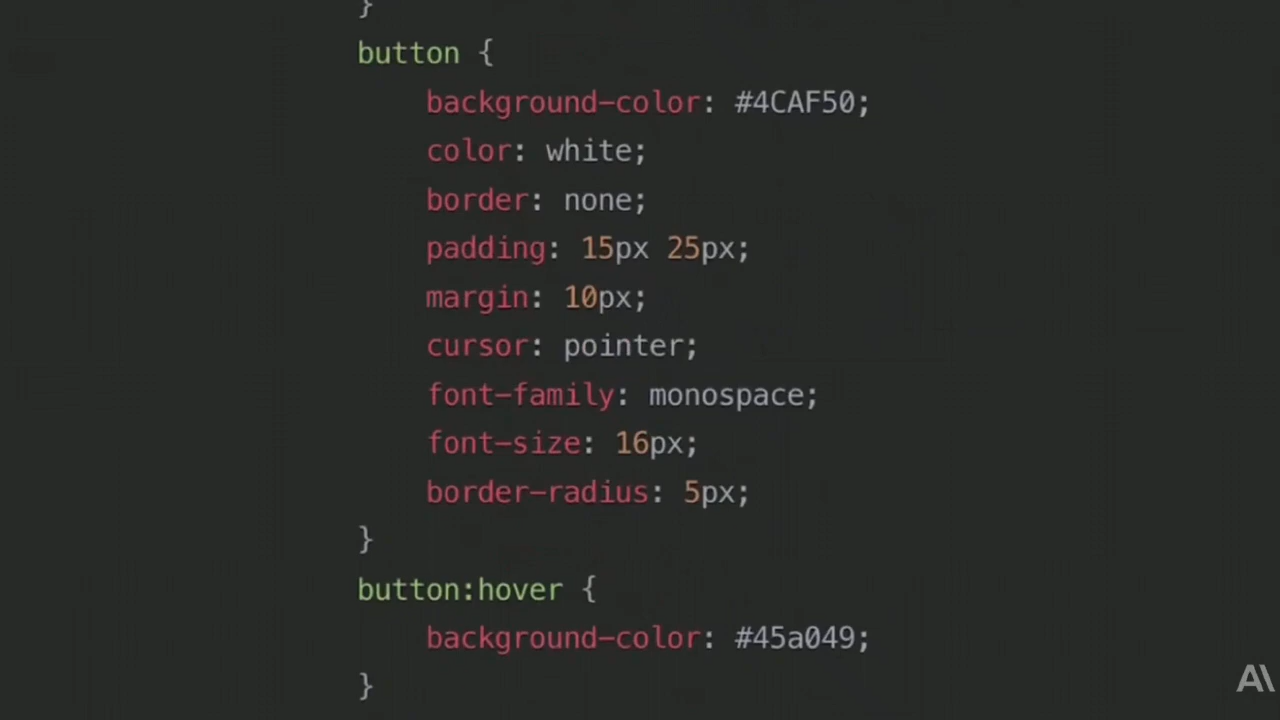 }
button {
background-color: #4CAF50;
color: white;
border: none;
padding: 15px 25px;
margin: 10px;
cursor: pointer;
font-family: monospace;
font-size: 16px;
border-radius: 5px;
}
button:hover {
background-color: #45a049;
}
A\